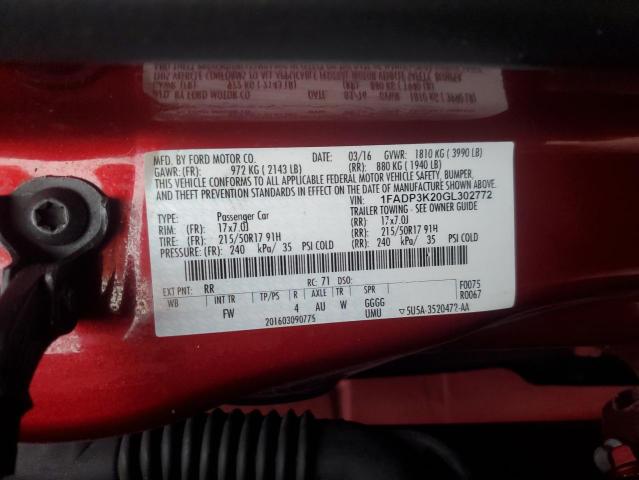 MFD. BY FORD MOTOR CO. DATE: 03/16 GVWR: 1810 KG ( 3990 LB)
GAWR: (FR): 972 KG ( 2143 LB) (RR): 880 KG ( 1940 LB)
THIS VEHICLE CONFORMS TO ALL APPLICABLE FEDERAL MOTOR VEHICLE SAFETY, BUMPER,
AND THEFT PREVENTION STANDARDS IN EFFECT ON THE DATE OF MANUFACTURE SHOWN ABOVE.
VIN: 1FADP3K20GL302772
TYPE: Passenger Car TRAILER TOWING - SEE OWNER GUIDE
RIM: (FR): 17x7.0J (RR): 17x7.0J
TIRE: (FR): 215/50R17 91H (RR): 215/50R17 91H
PRESSURE: (FR): 240 kPa/ 35 PSI COLD (RR): 240 kPa/ 35 PSI COLD
EXT PNT: RR RC: 71 DSO: F0075
WB INT TR TP/PS R AXLE TR SPR R0067
FW 4 AU W GGGG
20160309077S UMU ▽5U5A-3520472-AA